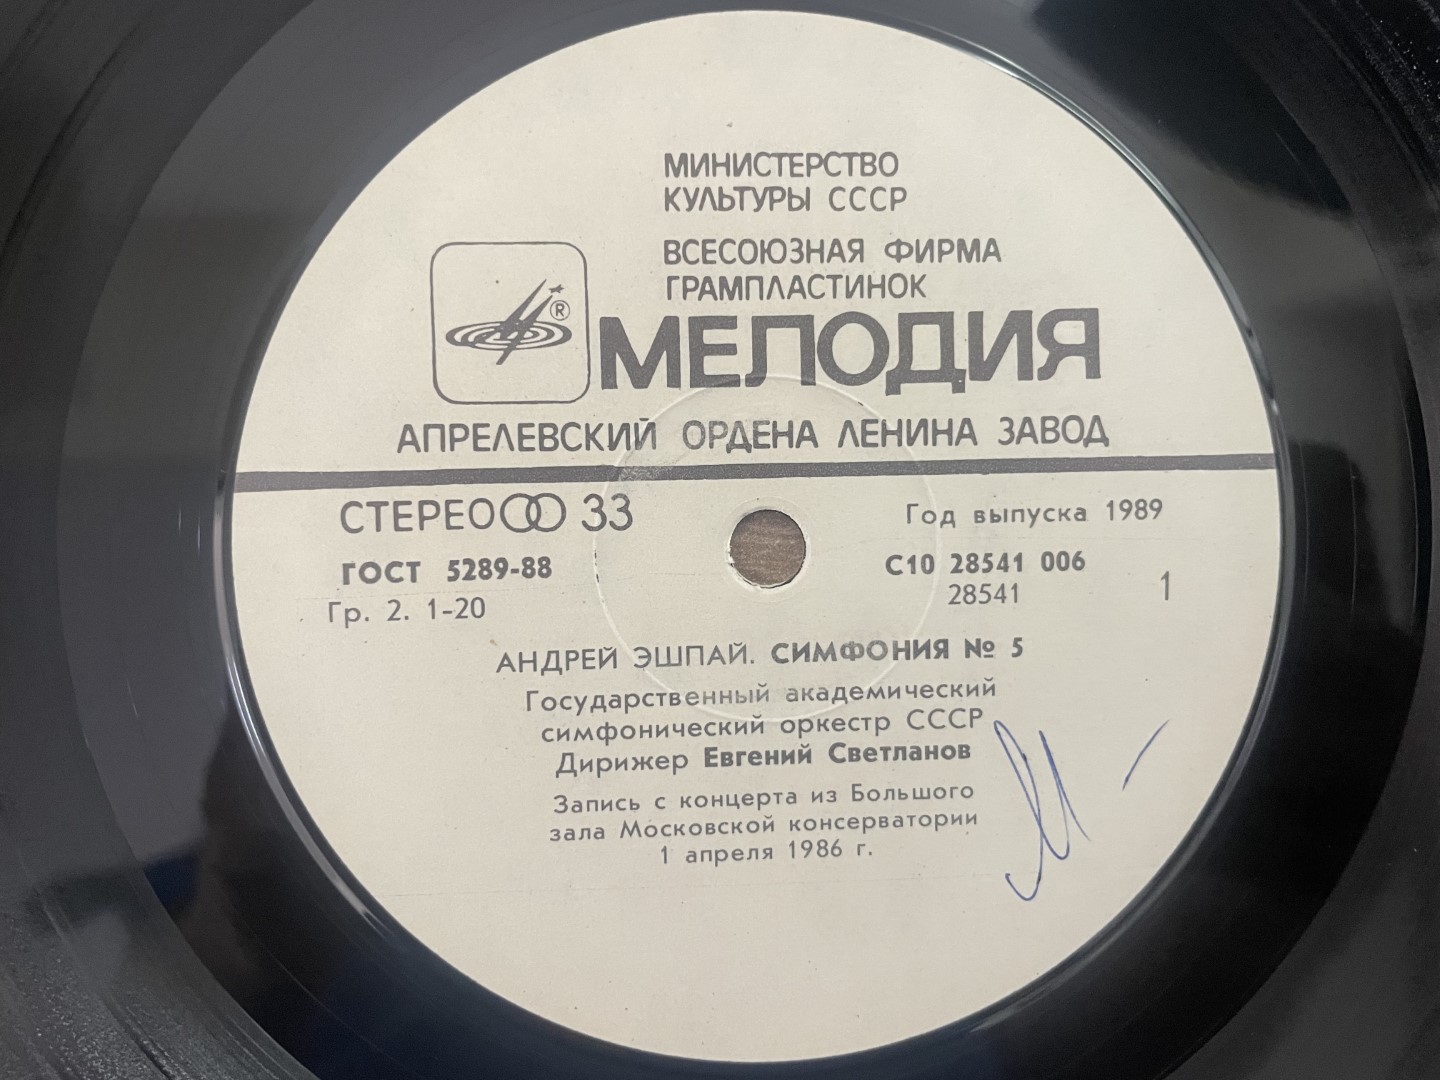 МИНИСТЕРСТВО
КУЛЬТУРЫ СССР
ВСЕСОЮЗНАЯ ФИРМА
ГРАМПЛАСТИНОК
®
МЕЛОДИЯ
АПРЕЛЕВСКИЙ ОРДЕНА ЛЕНИНА ЗАВОД
СТЕРЕО 33
Год выпуска 1989
ГОСТ 5289-88
С10 28541 006
Гр. 2. 1-20
28541
1
АНДРЕЙ ЭШПАЙ. СИМФОНИЯ № 5
Государственный академический
симфонический оркестр СССР
Дирижер Евгений Светланов
Запись с концерта из Большого
зала Московской консерватории
1 апреля 1986 г.